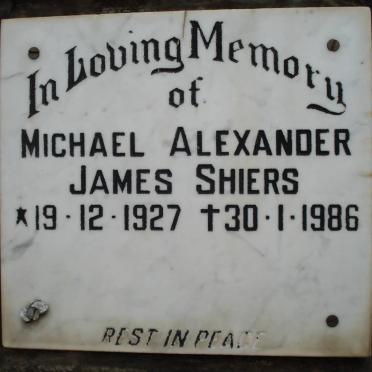 In Loving Memory
of
MICHAEL ALEXANDER
JAMES SHIERS
*19·12·1927 †30·1·1986
REST IN PEACE